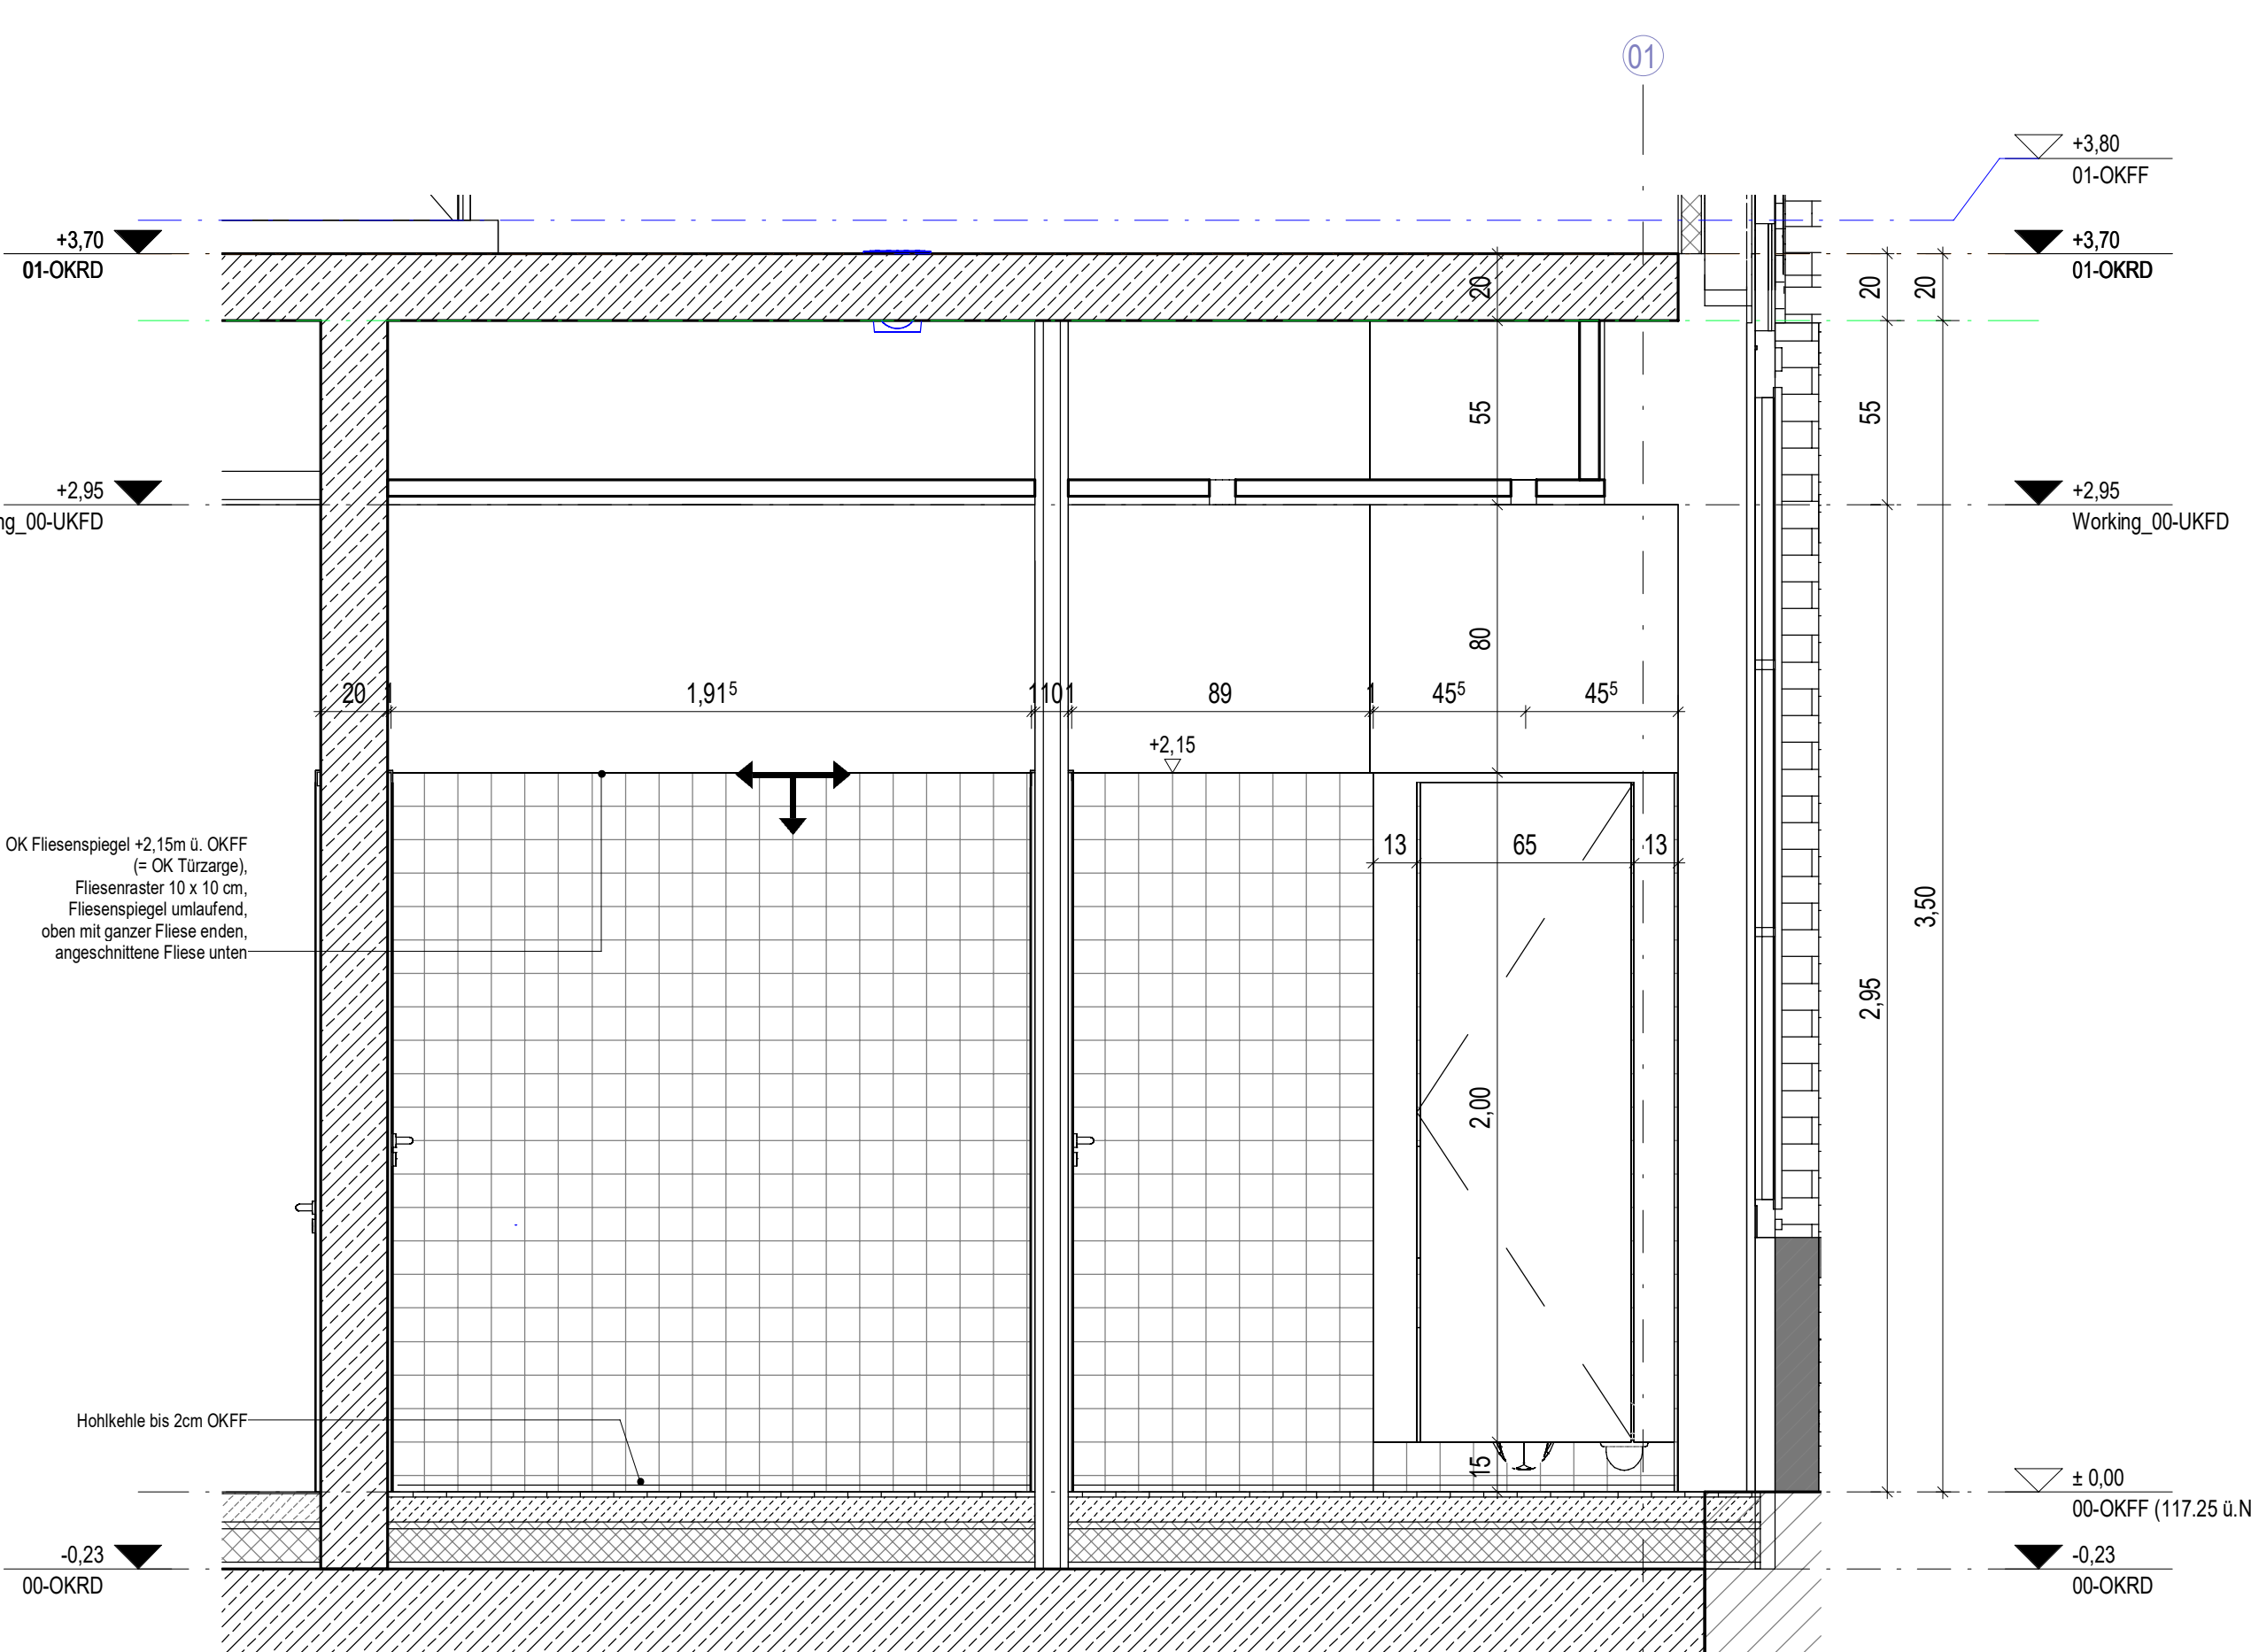 01
+3,80
01-OKFF
+3,70
01-OKRD
+3,70
01-OKRD
20
20
20
55
55
+2,95
ng_00-UKFD
+2,95
Working_00-UKFD
80
20
1
1,91⁵
1
10
1
89
1
45⁵
45⁵
+2,15
OK Fliesenspiegel +2,15m ü. OKFF
(= OK Türzarge),
Fliesenraster 10 x 10 cm,
Fliesenspiegel umlaufend,
oben mit ganzer Fliese enden,
angeschnittene Fliese unten
13
65
13
3,50
2,95
2,00
Hohlkehle bis 2cm OKFF
15
± 0,00
00-OKFF (117.25 ü.N
-0,23
00-OKRD
-0,23
00-OKRD